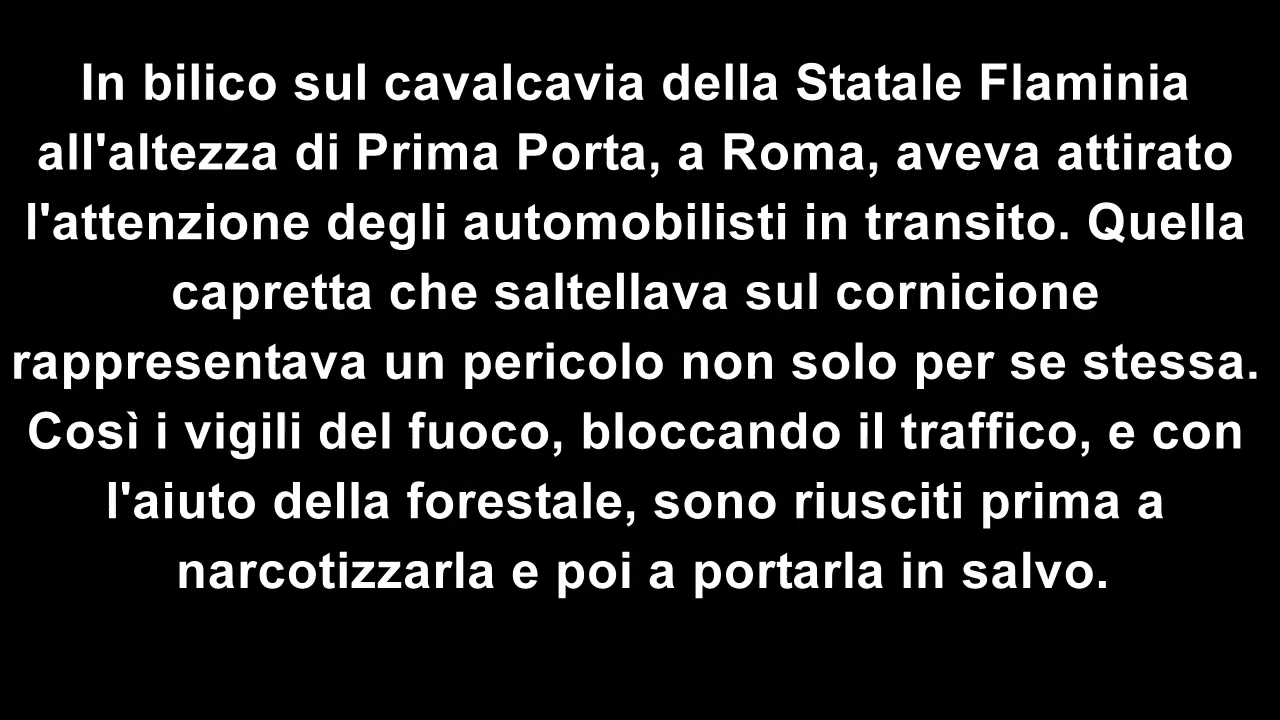 In bilico sul cavalcavia della Statale Flaminia
all'altezza di Prima Porta, a Roma, aveva attirato
l'attenzione degli automobilisti in transito. Quella
capretta che saltellava sul cornicione
rappresentava un pericolo non solo per se stessa.
Così i vigili del fuoco, bloccando il traffico, e con
l'aiuto della forestale, sono riusciti prima a
narcotizzarla e poi a portarla in salvo.